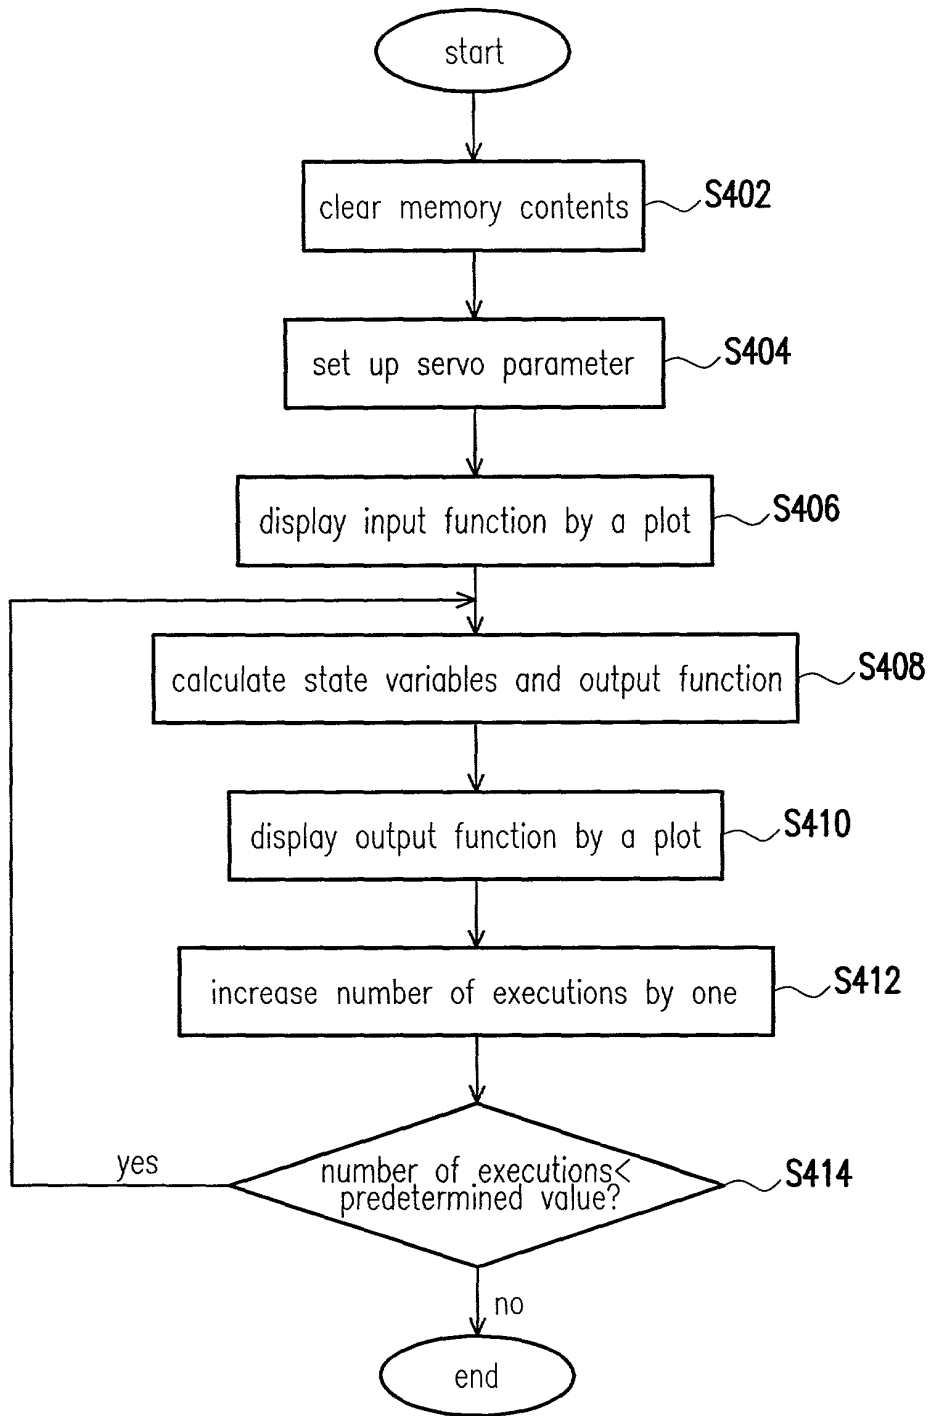 start
clear memory contents
S402
set up servo parameter
S404
display input function by a plot
S406
calculate state variables and output function
S408
display output function by a plot
S410
increase number of executions by one
S412
yes
number of executions<
predetermined value?
S414
no
end